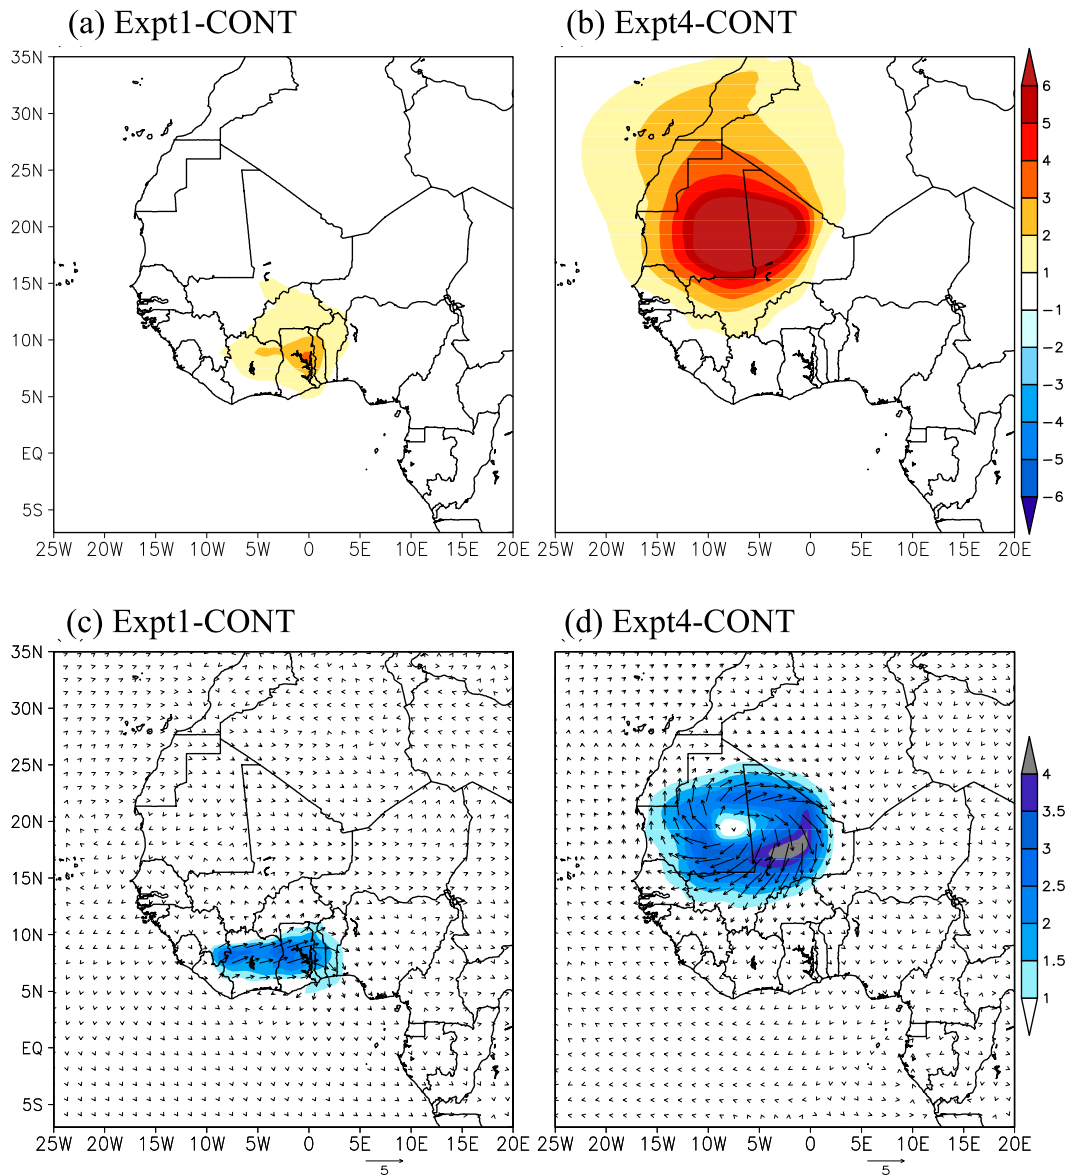 (a) Expt1-CONT (b) Expt4-CONT
35N
30N
25N
20N
15N
10N
5N
EQ
5S
25W 20W 15W 10W 5W 0 5E 10E 15E 20E
25W 20W 15W 10W 5W 0 5E 10E 15E 20E
6
5
4
3
2
1
-1
-2
-3
-4
-5
-6
(c) Expt1-CONT (d) Expt4-CONT
35N
30N
25N
20N
15N
10N
5N
EQ
5S
25W 20W 15W 10W 5W 0 5E 10E 15E 20E
25W 20W 15W 10W 5W 0 5E 10E 15E 20E
5
5
4
3.5
3
2.5
2
1.5
1